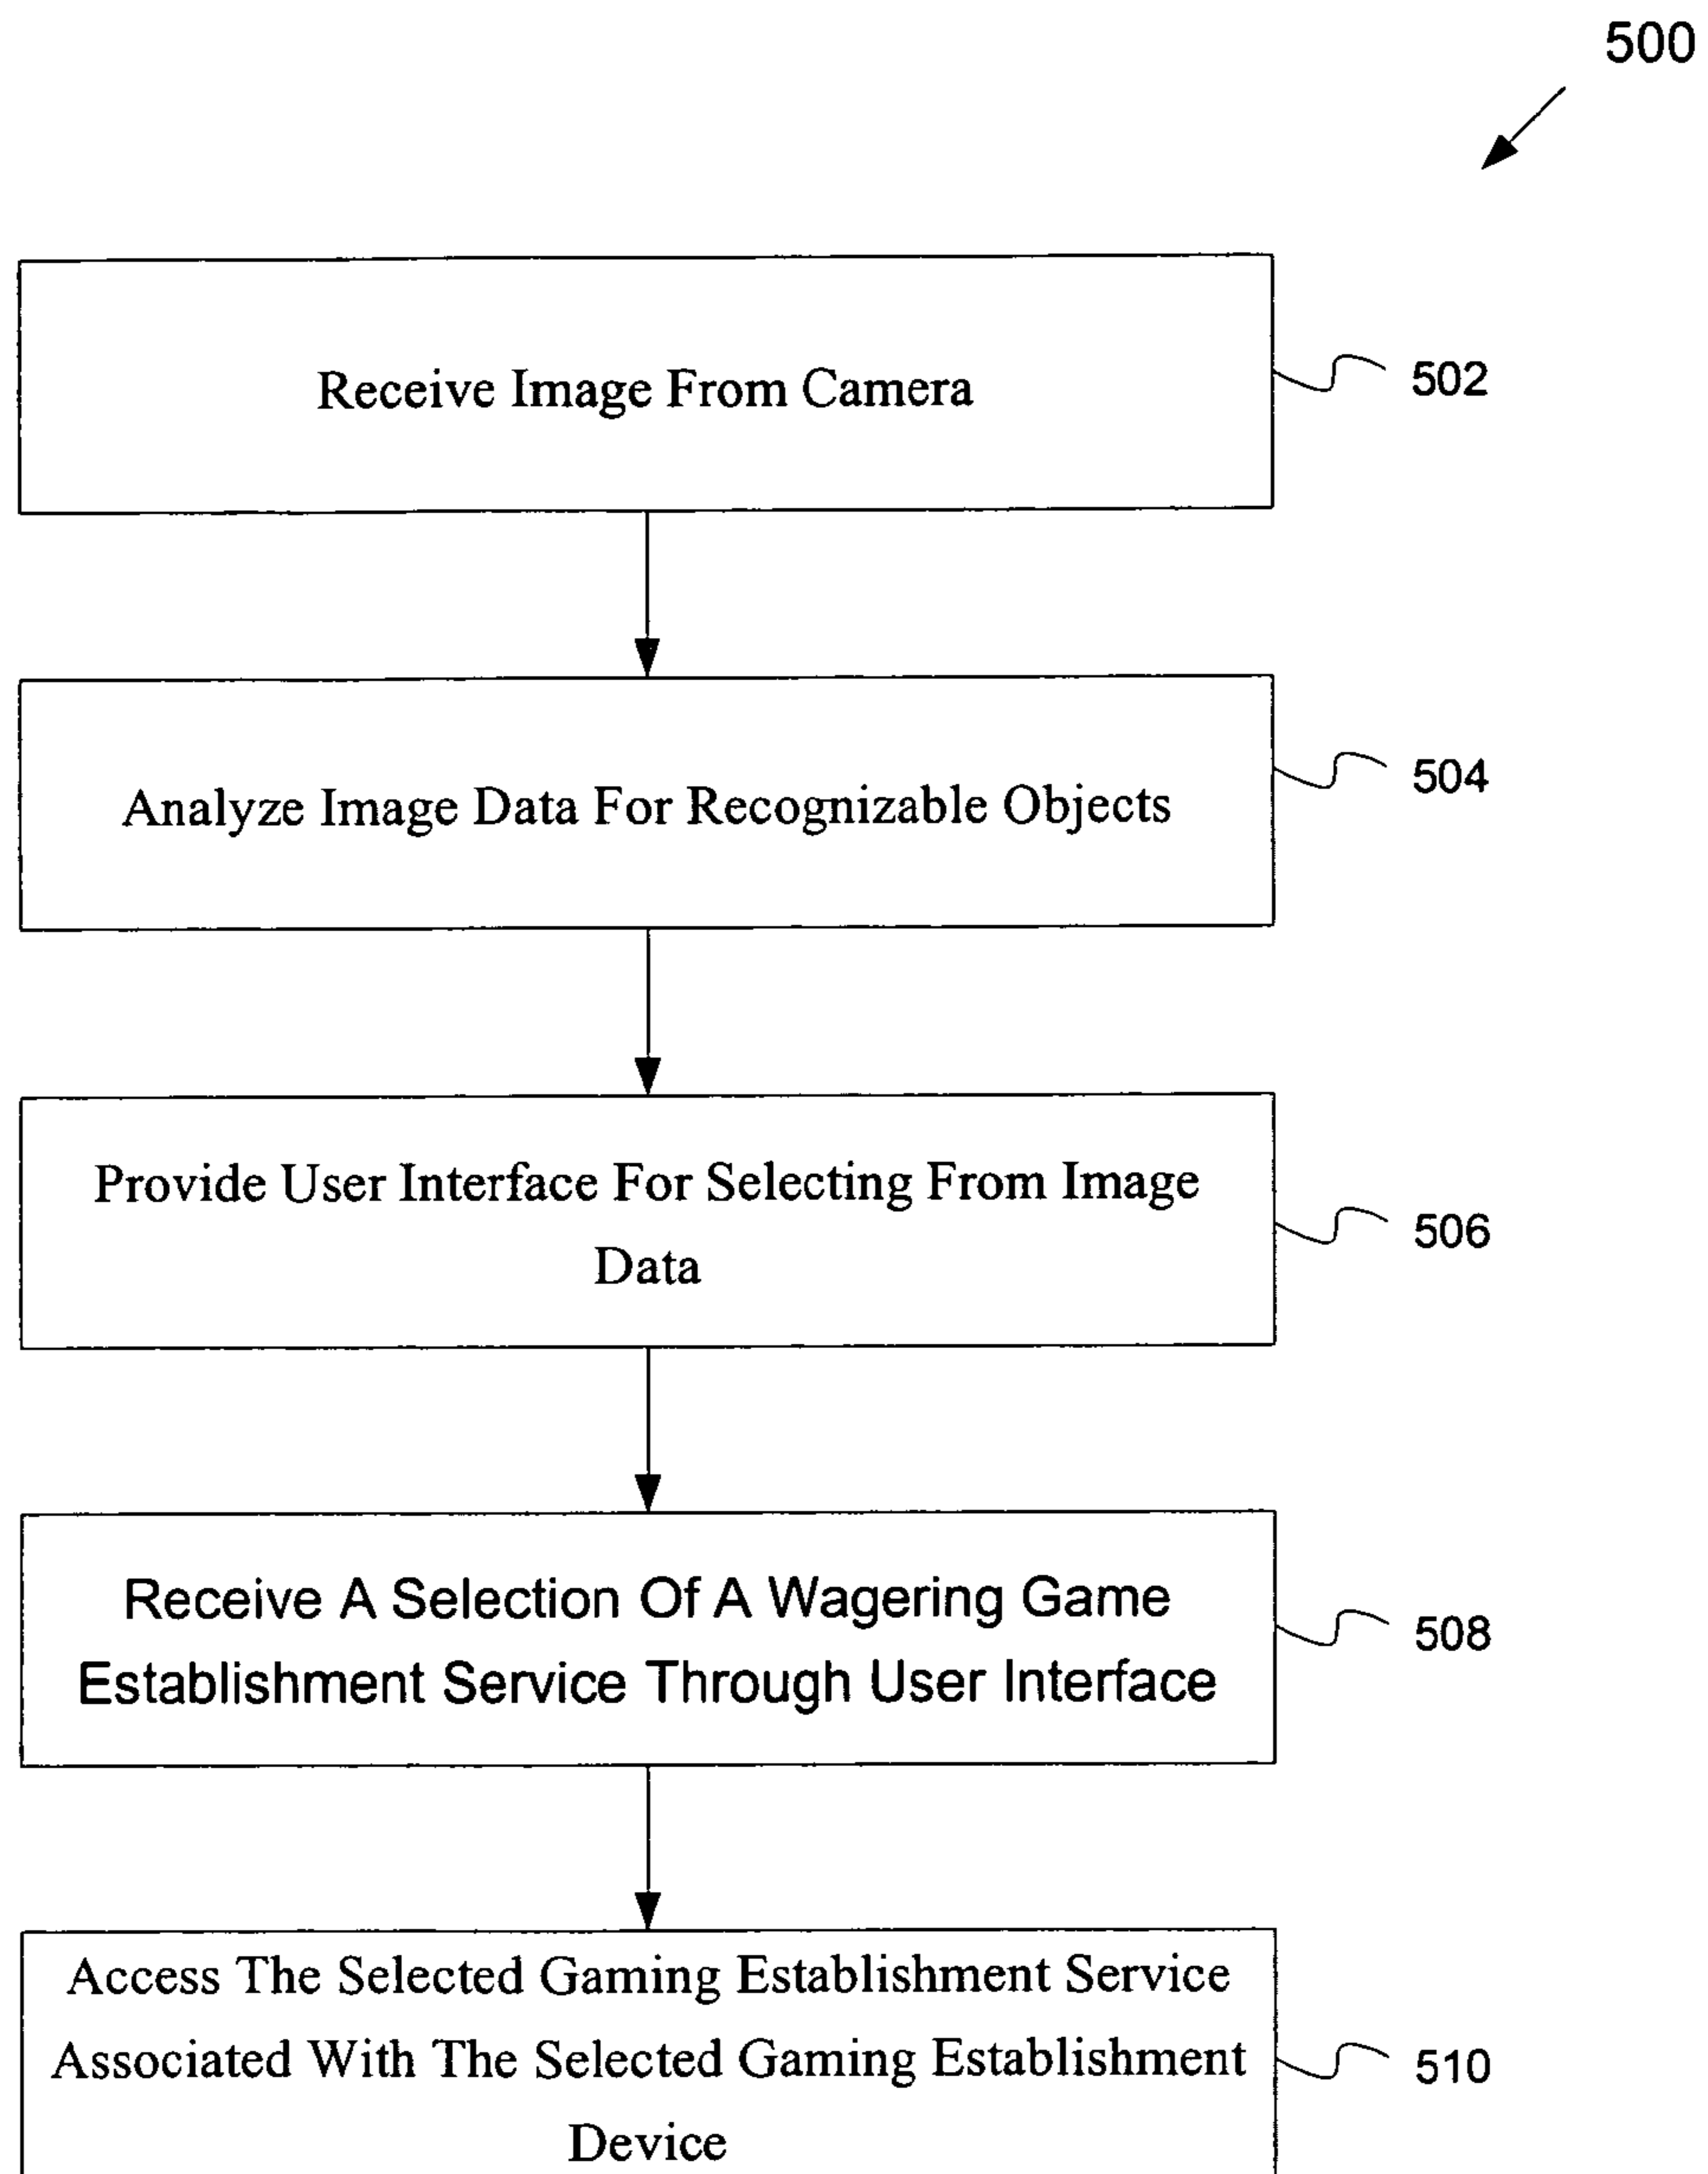 500
Receive Image From Camera
502
Analyze Image Data For Recognizable Objects
504
Provide User Interface For Selecting From Image
Data
506
Receive A Selection Of A Wagering Game
Establishment Service Through User Interface
508
Access The Selected Gaming Establishment Service
Associated With The Selected Gaming Establishment
Device
510